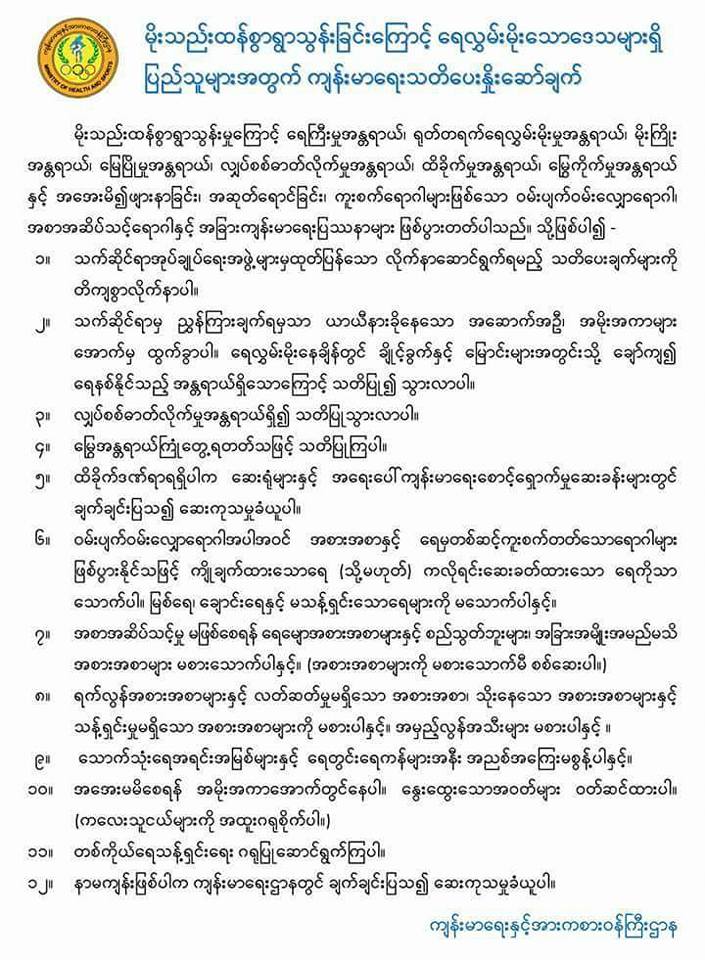 ကျန်းမာရေးနှင့်အားကစားဝန်ကြီးဌာန
MINISTRY OF HEALTH AND SPORTS
မိုးသည်းထန်စွာရွာသွန်းခြင်းကြောင့် ရေလွှမ်းမိုးသောဒေသများရှိ
ပြည်သူများအတွက် ကျန်းမာရေးသတိပေးနှိုးဆော်ချက်
မိုးသည်းထန်စွာရွာသွန်းမှုကြောင့် ရေကြီးမှုအန္တရာယ်၊ ရုတ်တရက်ရေလွှမ်းမိုးမှုအန္တရာယ်၊ မိုးကြိုး
အန္တရာယ်၊ မြေပြိုမှုအန္တရာယ်၊ လျှပ်စစ်ဓာတ်လိုက်မှုအန္တရာယ်၊ ထိခိုက်မှုအန္တရာယ်၊ မြွေကိုက်မှုအန္တရာယ်
နှင့် အအေးမိ၍ဖျားနာခြင်း၊ အဆုတ်ရောင်ခြင်း၊ ကူးစက်ရောဂါများဖြစ်သော ဝမ်းပျက်ဝမ်းလျှောရောဂါ၊
အစာအဆိပ်သင့်ရောဂါနှင့် အခြားကျန်းမာရေးပြဿနာများ ဖြစ်ပွားတတ်ပါသည်။ သို့ဖြစ်ပါ၍ -
၁။ သက်ဆိုင်ရာအုပ်ချုပ်ရေးအဖွဲ့များမှထုတ်ပြန်သော လိုက်နာဆောင်ရွက်ရမည့် သတိပေးချက်များကို
တိကျစွာလိုက်နာပါ။
၂။ သက်ဆိုင်ရာမှ ညွှန်ကြားချက်ရမှသာ ယာယီနားခိုနေသော အဆောက်အဦ၊ အမိုးအကာများ
အောက်မှ ထွက်ခွာပါ။ ရေလွှမ်းမိုးနေချိန်တွင် ချိုင့်ခွက်နှင့် မြောင်းများအတွင်းသို့ ချော်ကျ၍
ရေနစ်နိုင်သည့် အန္တရာယ်ရှိသောကြောင့် သတိပြု၍ သွားလာပါ။
၃။ လျှပ်စစ်ဓာတ်လိုက်မှုအန္တရာယ်ရှိ၍ သတိပြုသွားလာပါ။
၄။ မြွေအန္တရာယ်ကြုံတွေ့ရတတ်သဖြင့် သတိပြုကြပါ။
၅။ ထိခိုက်ဒဏ်ရာရရှိပါက ဆေးရုံများနှင့် အရေးပေါ်ကျန်းမာရေးစောင့်ရှောက်မှုဆေးခန်းများတွင်
ချက်ချင်းပြသ၍ ဆေးကုသမှုခံယူပါ။
၆။ ဝမ်းပျက်ဝမ်းလျှောရောဂါအပါအဝင် အစားအစာနှင့် ရေမှတစ်ဆင့်ကူးစက်တတ်သောရောဂါများ
ဖြစ်ပွားနိုင်သဖြင့် ကျိုချက်ထားသောရေ (သို့မဟုတ်) ကလိုရင်းဆေးခတ်ထားသော ရေကိုသာ
သောက်ပါ။ မြစ်ရေ၊ ချောင်းရေနှင့် မသန့်ရှင်းသောရေများကို မသောက်ပါနှင့်။
၇။ အစာအဆိပ်သင့်မှု မဖြစ်စေရန် ရေမျောအစားအစာများနှင့် စည်သွတ်ဘူးများ၊ အခြားအမျိုးအမည်မသိ
အစားအစာများ မစားသောက်ပါနှင့်။ (အစားအစာများကို မစားသောက်မီ စစ်ဆေးပါ။)
၈။ ရက်လွန်အစားအစာများနှင့် လတ်ဆတ်မှုမရှိသော အစားအစာ၊ သိုးနေသော အစားအစာများနှင့်
သန့်ရှင်းမှုမရှိသော အစားအစာများကို မစားပါနှင့်။ အမှည့်လွန်အသီးများ မစားပါနှင့် ။
၉။ သောက်သုံးရေအရင်းအမြစ်များနှင့် ရေတွင်းရေကန်များအနီး အညစ်အကြေးမစွန့်ပါနှင့်။
၁၀။ အအေးမမိစေရန် အမိုးအကာအောက်တွင်နေပါ။ နွေးထွေးသောအဝတ်များ ဝတ်ဆင်ထားပါ။
(ကလေးသူငယ်များကို အထူးဂရုစိုက်ပါ။)
၁၁။ တစ်ကိုယ်ရေသန့်ရှင်းရေး ဂရုပြုဆောင်ရွက်ကြပါ။
၁၂။ နာမကျန်းဖြစ်ပါက ကျန်းမာရေးဌာနတွင် ချက်ချင်းပြသ၍ ဆေးကုသမှုခံယူပါ။
ကျန်းမာရေးနှင့်အားကစားဝန်ကြီးဌာန